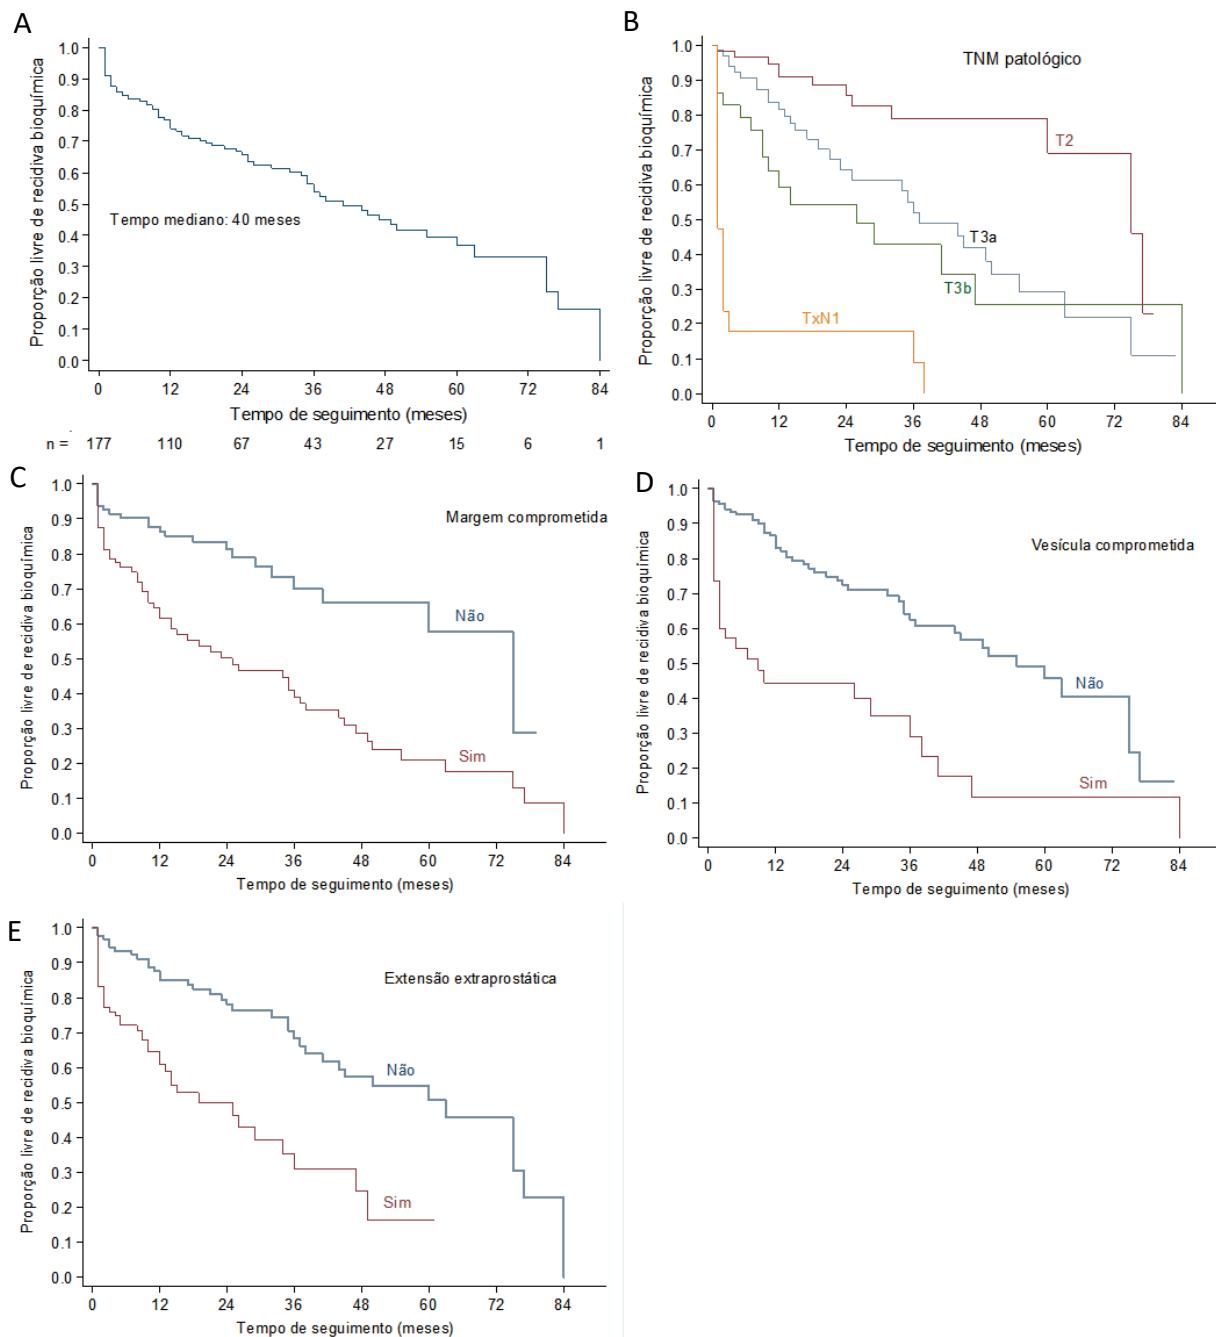 A
Proporção livre de recidiva bioquímica
1.0
0.9
0.8
0.7
0.6
0.5
0.4
0.3
0.2
0.1
0.0
Tempo mediano: 40 meses
0 12 24 36 48 60 72 84
Tempo de seguimento (meses)
n = 177 110 67 43 27 15 6 1
B
Proporção livre de recidiva bioquímica
1.0
0.9
0.8
0.7
0.6
0.5
0.4
0.3
0.2
0.1
0.0
TNM patológico
T2
T3a
T3b
TxN1
0 12 24 36 48 60 72 84
Tempo de seguimento (meses)
C
Proporção livre de recidiva bioquímica
1.0
0.9
0.8
0.7
0.6
0.5
0.4
0.3
0.2
0.1
0.0
Margem comprometida
Não
Sim
0 12 24 36 48 60 72 84
Tempo de seguimento (meses)
D
Proporção livre de recidiva bioquímica
1.0
0.9
0.8
0.7
0.6
0.5
0.4
0.3
0.2
0.1
0.0
Vesícula comprometida
Não
Sim
0 12 24 36 48 60 72 84
Tempo de seguimento (meses)
E
Proporção livre de recidiva bioquímica
1.0
0.9
0.8
0.7
0.6
0.5
0.4
0.3
0.2
0.1
0.0
Extensão extraprostática
Não
Sim
0 12 24 36 48 60 72 84
Tempo de seguimento (meses)